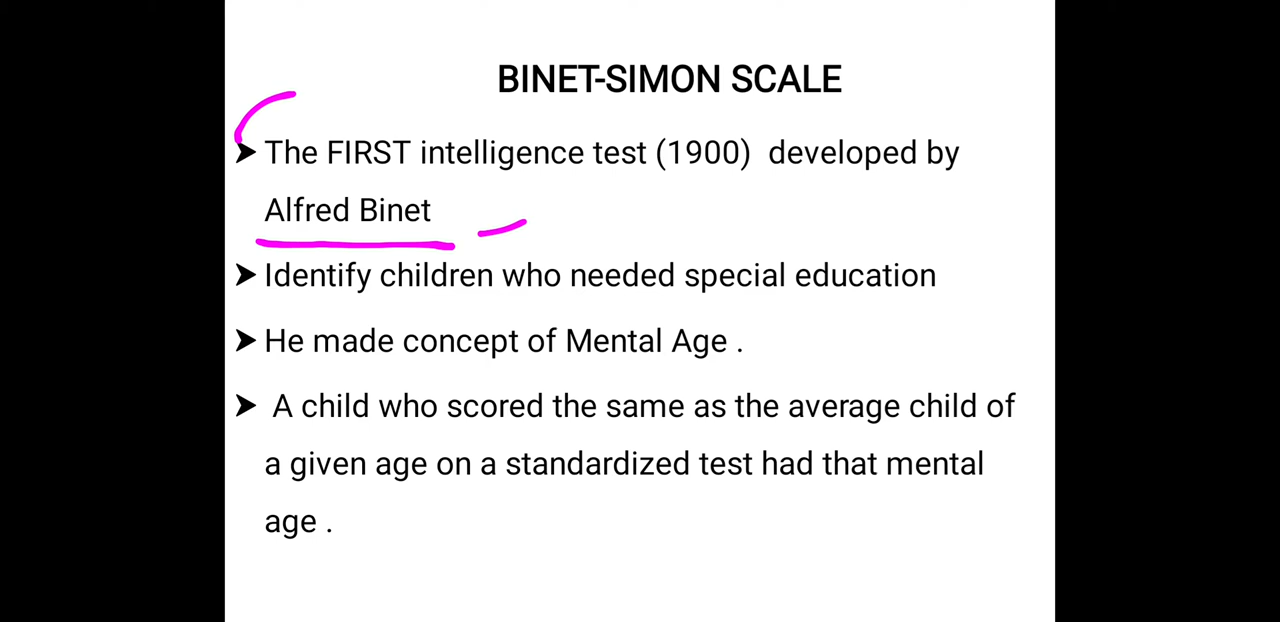 BINET-SIMON SCALE
➤ The FIRST intelligence test (1900) developed by
Alfred Binet
➤ Identify children who needed special education
➤ He made concept of Mental Age .
➤ A child who scored the same as the average child of
a given age on a standardized test had that mental
age .